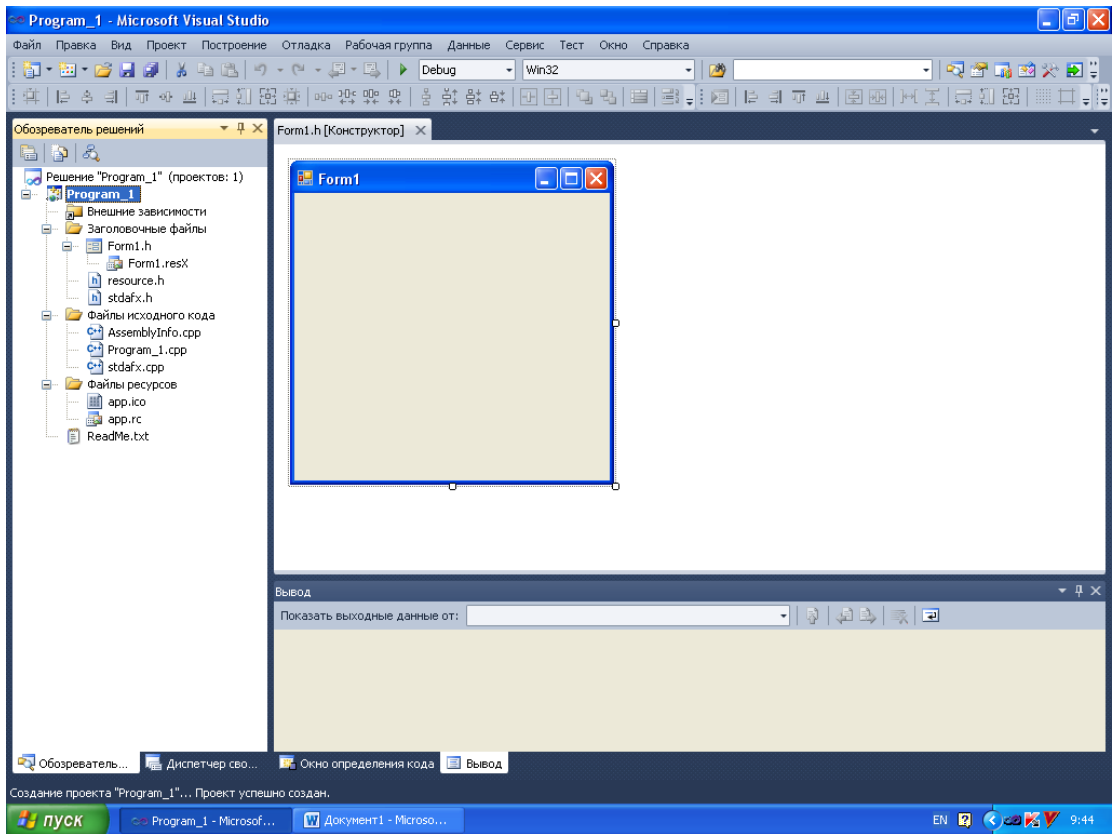 Program_1 - Microsoft Visual Studio
Файл Правка Вид Проект Построение Отладка Рабочая группа Данные Сервис Тест Окно Справка
Debug Win32
Обозреватель решений
Form1.h [Конструктор]
Решение "Program_1" (проектов: 1)
Program_1
Внешние зависимости
Заголовочные файлы
Form1.h
Form1.resX
resource.h
stdafx.h
Файлы исходного кода
AssemblyInfo.cpp
Program_1.cpp
stdafx.cpp
Файлы ресурсов
app.ico
app.rc
ReadMe.txt
Form1
Вывод
Показать выходные данные от:
Обозреватель... Диспетчер сво... Окно определения кода Вывод
Создание проекта "Program_1"... Проект успешно создан.
пуск Program_1 - Microsof... Документ1 - Microso... EN 9:44